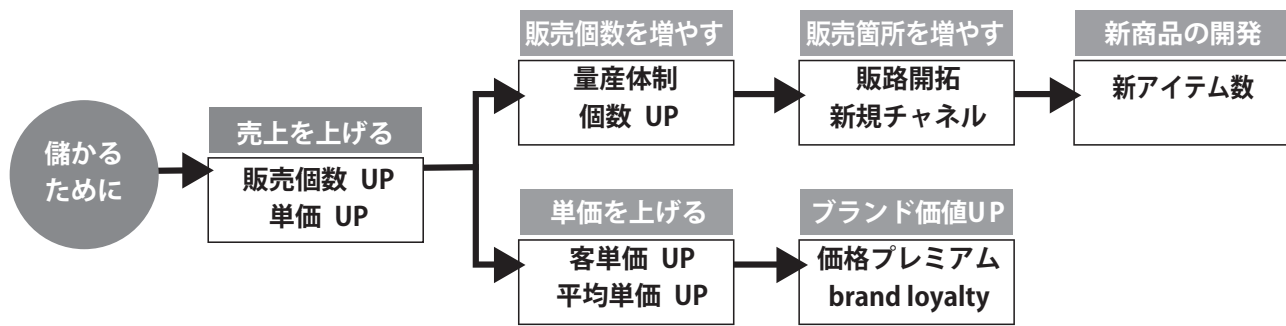 儲かる
ために
売上を上げる
販売個数 UP
単価 UP
販売個数を増やす
量産体制
個数 UP
販売箇所を増やす
販路開拓
新規チャネル
新商品の開発
新アイテム数
単価を上げる
客単価 UP
平均単価 UP
ブランド価値UP
価格プレミアム
brand loyalty